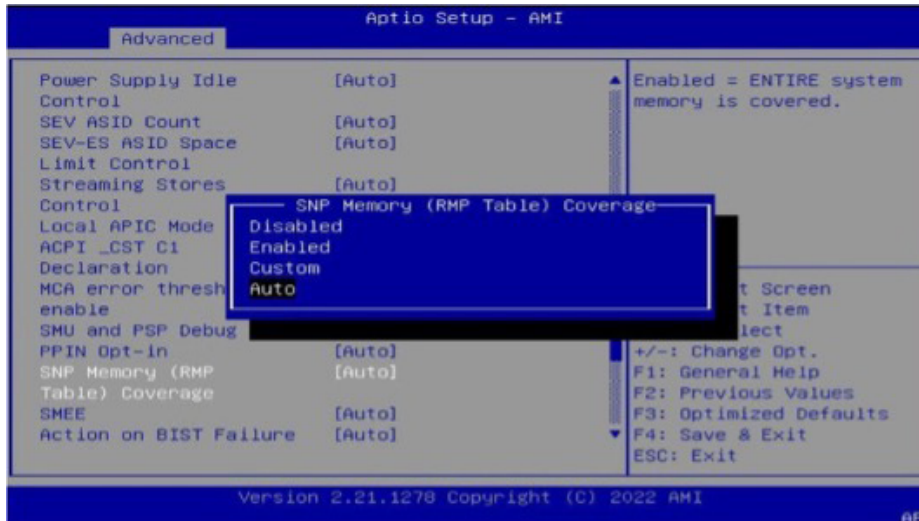 Aptio Setup – AMI
Advanced
Power Supply Idle [Auto]
Control
SEV ASID Count [Auto]
SEV-ES ASID Space [Auto]
Limit Control
Streaming Stores [Auto]
Control
Local APIC Mode
ACPI _CST C1
Declaration
MCA error thresh
enable
SMU and PSP Debug
PPIN Opt-in [Auto]
SNP Memory (RMP [Auto]
Table) Coverage
SMEE [Auto]
Action on BIST Failure [Auto]
SNP Memory (RMP Table) Coverage
Disabled
Enabled
Custom
Auto
Enabled = ENTIRE system
memory is covered.
t Screen
t Item
lect
+/-: Change Opt.
F1: General Help
F2: Previous Values
F3: Optimized Defaults
F4: Save & Exit
ESC: Exit
Version 2.21.1278 Copyright (C) 2022 AMI